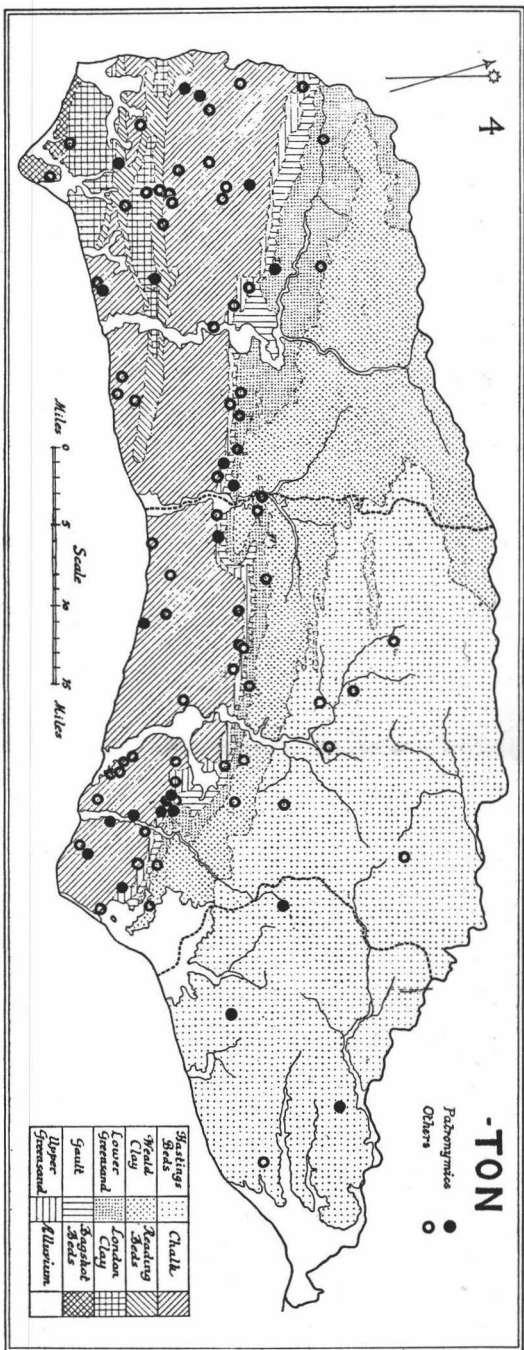 4
-TON
Patronymics
Others
Miles 0 5 10 15 Miles
Scale
Hastings Beds
Chalk
Weald Clay
Reading Beds
Lower Greensand
London Clay
Gault
Bagshot Beds
Upper Greensand
Alluvium